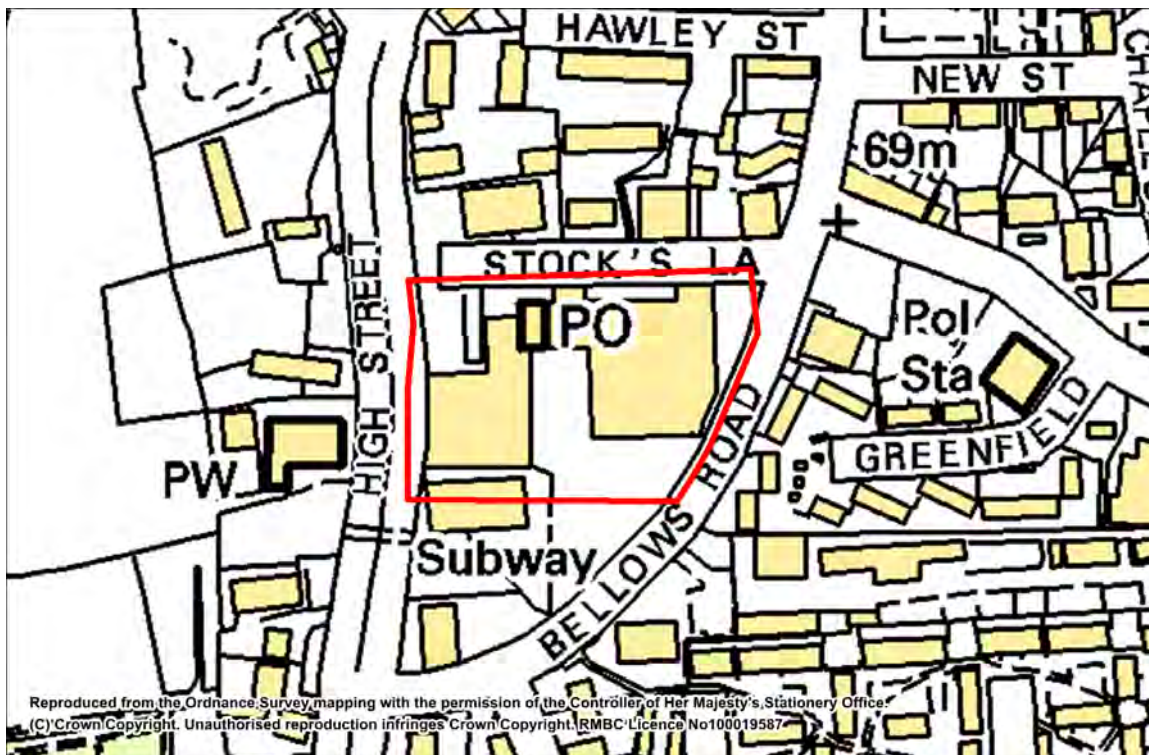 HAWLEY ST
NEW ST
69m
STOCK'S LA
HIGH STREET
PO
Pol
Sta
GREENFIELD
PW
BELLOWS ROAD
Subway
Reproduced from the Ordnance Survey mapping with the permission of the Controller of Her Majesty's Stationery Office.
(C) Crown Copyright. Unauthorised reproduction infringes Crown Copyright. RMBC Licence No100019587